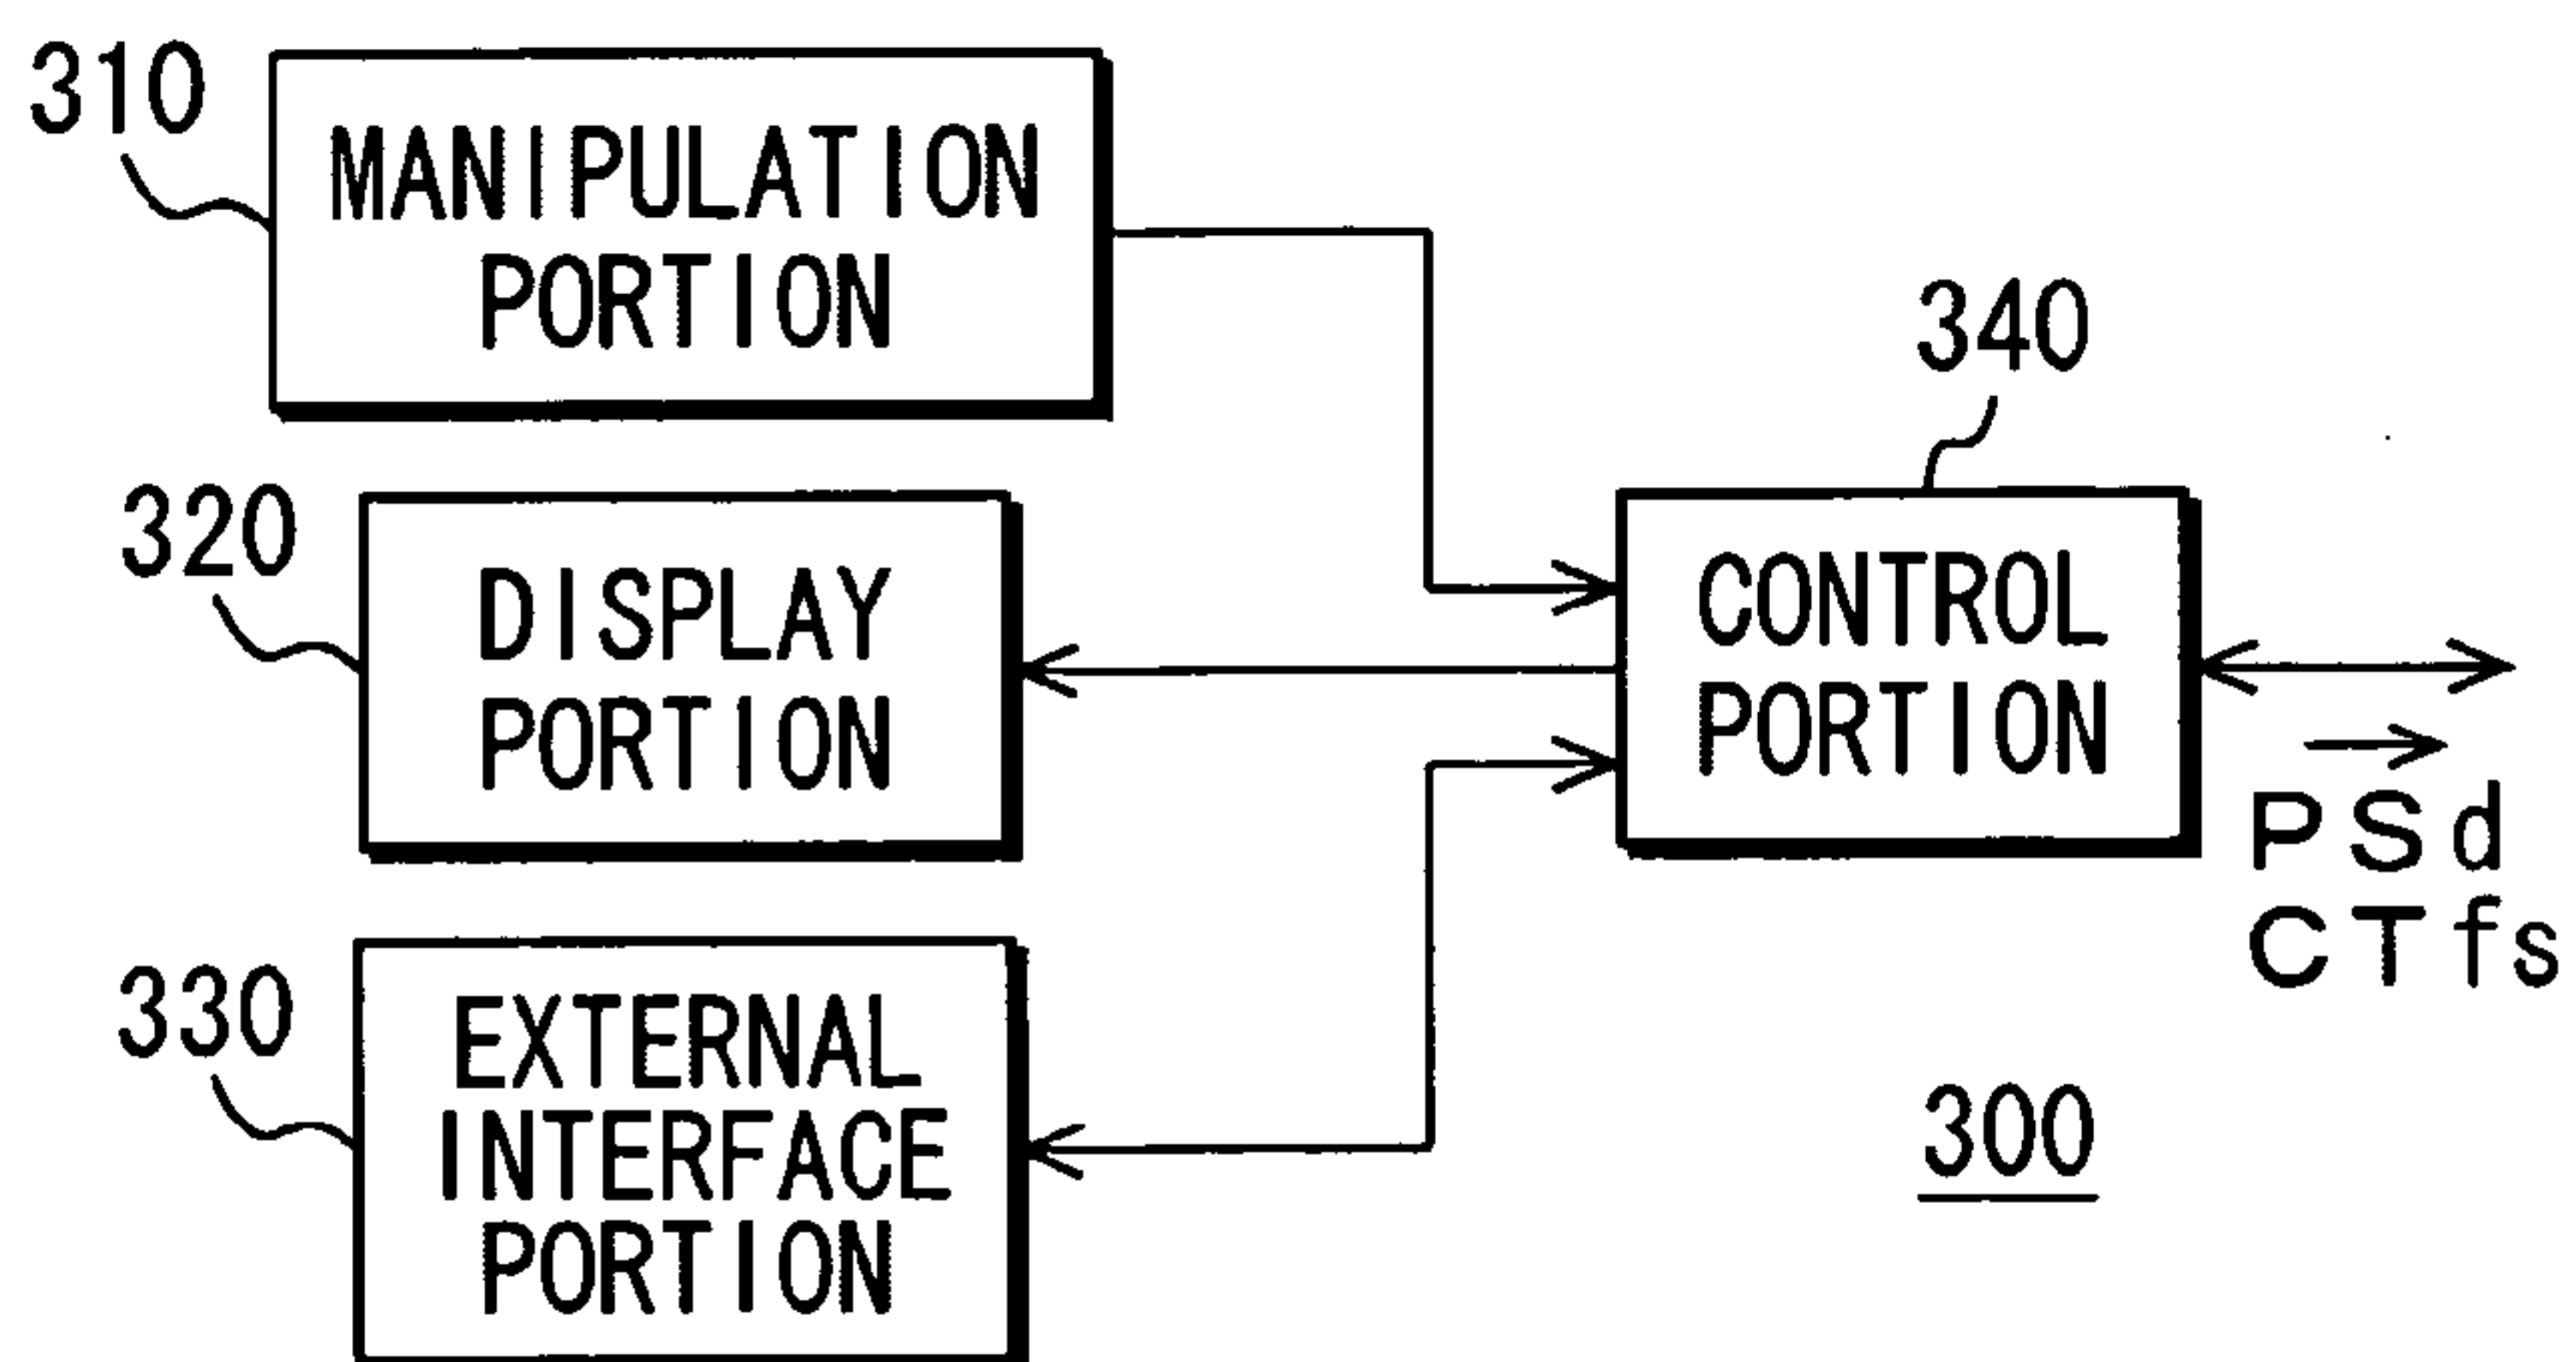 310
MANIPULATION
PORTION
340
320
DISPLAY
PORTION
CONTROL
PORTION
PSd
CTfs
330
EXTERNAL
INTERFACE
PORTION
300